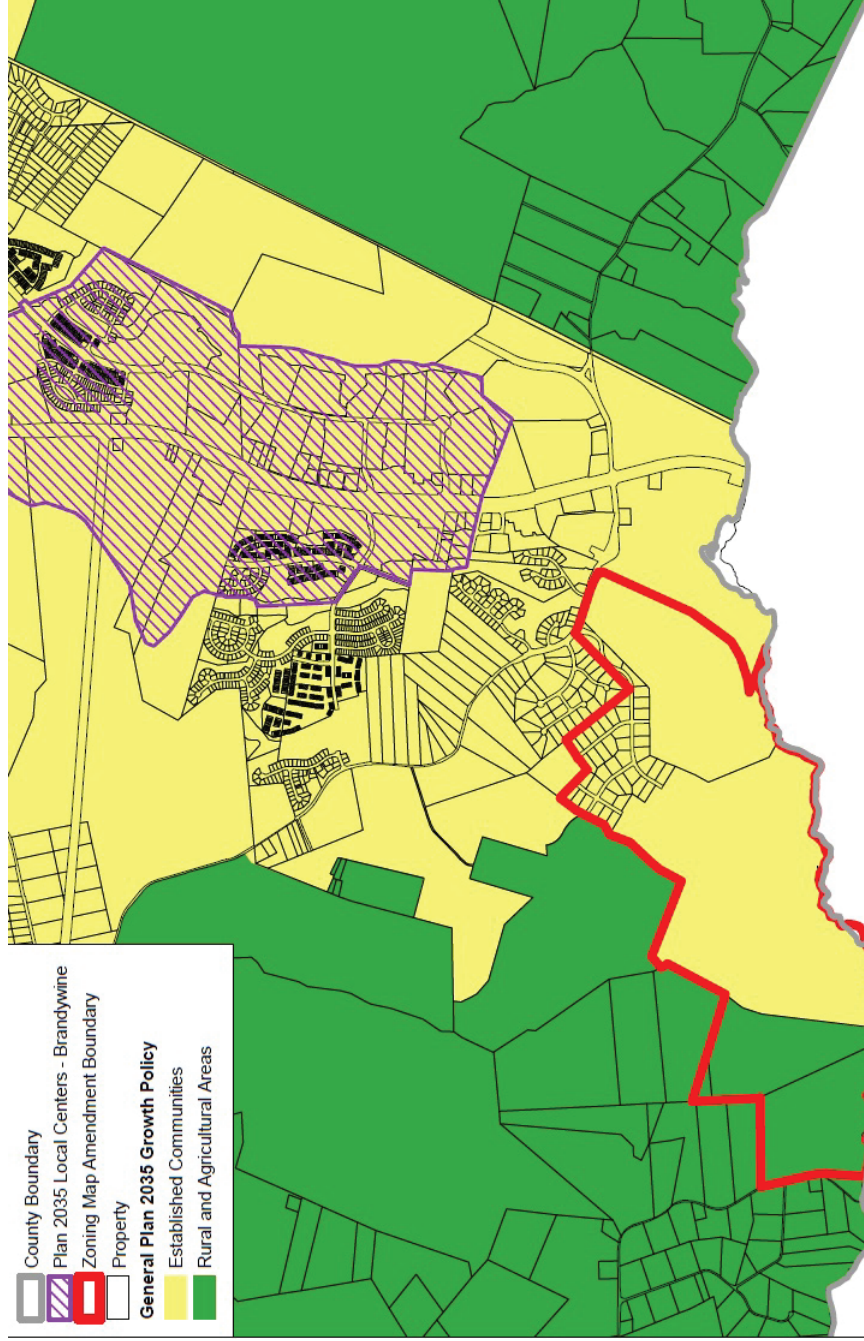 County Boundary
Plan 2035 Local Centers - Brandywine
Zoning Map Amendment Boundary
Property
General Plan 2035 Growth Policy
Established Communities
Rural and Agricultural Areas